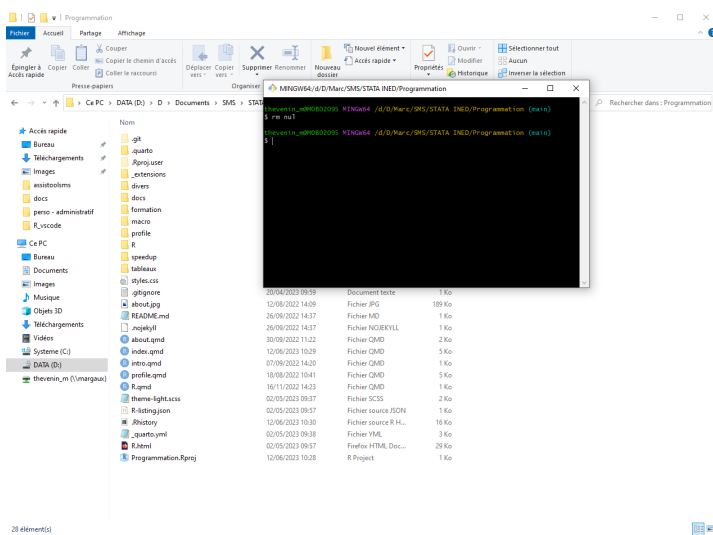 Programmation
Fichier Accueil Partage Affichage
Épingler à Accès rapide
Copier
Coller
Couper
Copier le chemin d'accès
Coller le raccourci
Presse-papiers
Déplacer vers
Copier vers
Supprimer
Renommer
Organiser
Nouveau dossier
Nouvel élément
Accès rapide
Propriétés
Ouvrir
Modifier
Historique
Sélectionner tout
Aucun
Inverser la sélection
Ce PC > DATA (D:) > D > Documents > SMS > STATA
Rechercher dans : Programmation
MINGW64:/d/D/Marc/SMS/STATA INED/Programmation
thevenin_m@MOBD2095 MINGW64 /d/D/Marc/SMS/STATA INED/Programmation (main)
$ rm nul
thevenin_m@MOBD2095 MINGW64 /d/D/Marc/SMS/STATA INED/Programmation (main)
$
Accès rapide
Bureau
Téléchargements
Images
assistoolsms
docs
perso - administratif
R_vscode
Ce PC
Bureau
Documents
Images
Musique
Objets 3D
Téléchargements
Vidéos
Systeme (C:)
DATA (D:)
thevenin_m (\\margaux)
Nom
.git
.quarto
.Rproj.user
_extensions
divers
docs
formation
macro
profile
R
speedup
tableaux
styles.css
.gitignore 20/04/2023 09:59 Document texte 1 Ko
about.jpg 12/08/2022 14:09 Fichier JPG 189 Ko
README.md 26/09/2022 14:37 Fichier MD 1 Ko
.nojekyll 26/09/2022 14:37 Fichier NOJEKYLL 1 Ko
about.qmd 30/09/2022 11:22 Fichier QMD 2 Ko
index.qmd 12/06/2023 10:29 Fichier QMD 5 Ko
intro.qmd 07/09/2022 14:20 Fichier QMD 1 Ko
profile.qmd 18/08/2022 10:41 Fichier QMD 5 Ko
R.qmd 16/11/2022 14:23 Fichier QMD 1 Ko
theme-light.scss 02/05/2023 09:37 Fichier SCSS 2 Ko
R-listing.json 02/05/2023 09:57 Fichier source JSON 1 Ko
.Rhistory 12/06/2023 10:30 Fichier source R H... 16 Ko
_quarto.yml 02/05/2023 09:38 Fichier YML 3 Ko
R.html 02/05/2023 09:57 Firefox HTML Doc... 29 Ko
Programmation.Rproj 12/06/2023 10:28 R Project 1 Ko
28 élément(s)